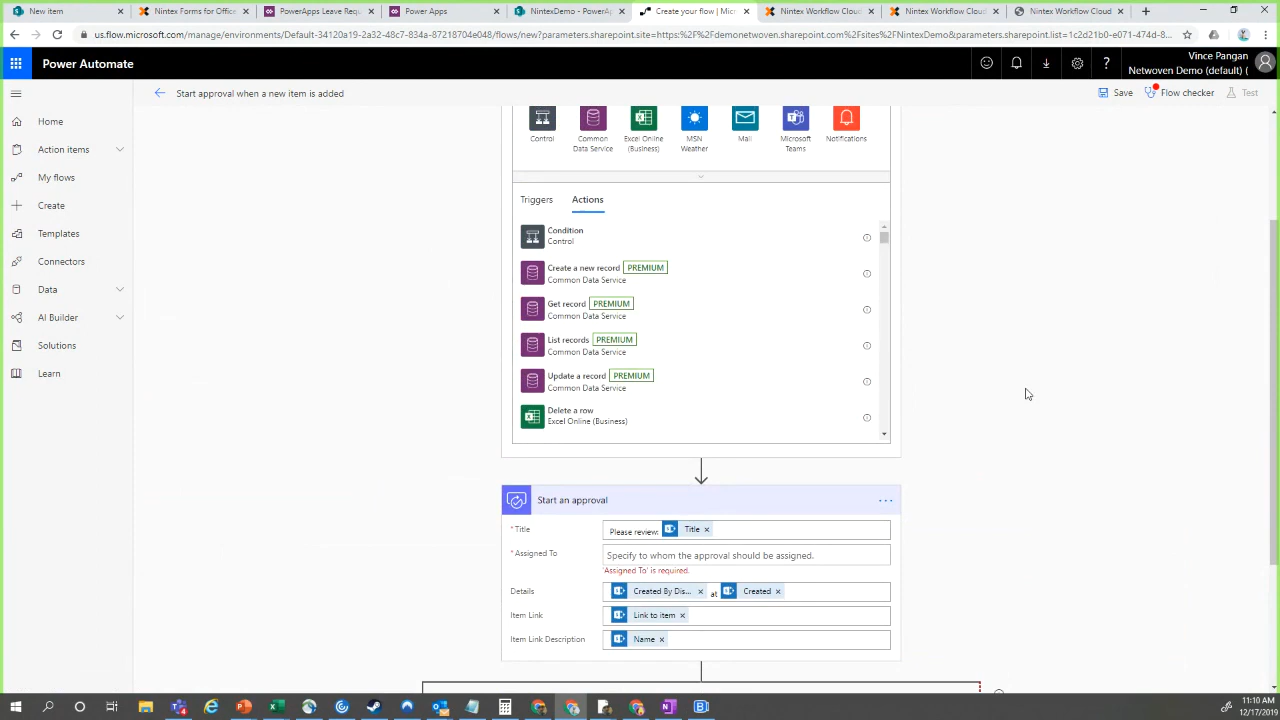 New item
Nintex Forms for Office
PowerApps Leave Requ
Power Apps
NintexDemo - PowerA
Create your flow | Micr
Nintex Workflow Cloud
Nintex Workflow Cloud
Nintex Workflow Cloud
us.flow.microsoft.com/manage/environments/Default-34120a19-2a32-48c7-834a-87218704e048/flows/new?parameters.sharepoint.site=https:%2F%2Fdemonetwoven.sharepoint.com%2Fsites%2FNintexDemo&parameters.sharepoint.list=1c2d21b0-e071-474d-8...
Power Automate
Vince Pangan
Netwoven Demo (default) (
Start approval when a new item is added
Save
Flow checker
Test
Home
Action items
My flows
Create
Templates
Connectors
Data
AI Builder
Solutions
Learn
Control
Common
Data Service
Excel Online
(Business)
MSN
Weather
Mail
Microsoft
Teams
Notifications
Triggers
Actions
Condition
Control
Create a new record PREMIUM
Common Data Service
Get record PREMIUM
Common Data Service
List records PREMIUM
Common Data Service
Update a record PREMIUM
Common Data Service
Delete a row
Excel Online (Business)
Start an approval
* Title
Please review: Title ×
* Assigned To
Specify to whom the approval should be assigned.
'Assigned To' is required.
Details
Created By Dis... × at Created ×
Item Link
Link to item ×
Item Link Description
Name ×
11:10 AM
12/17/2019